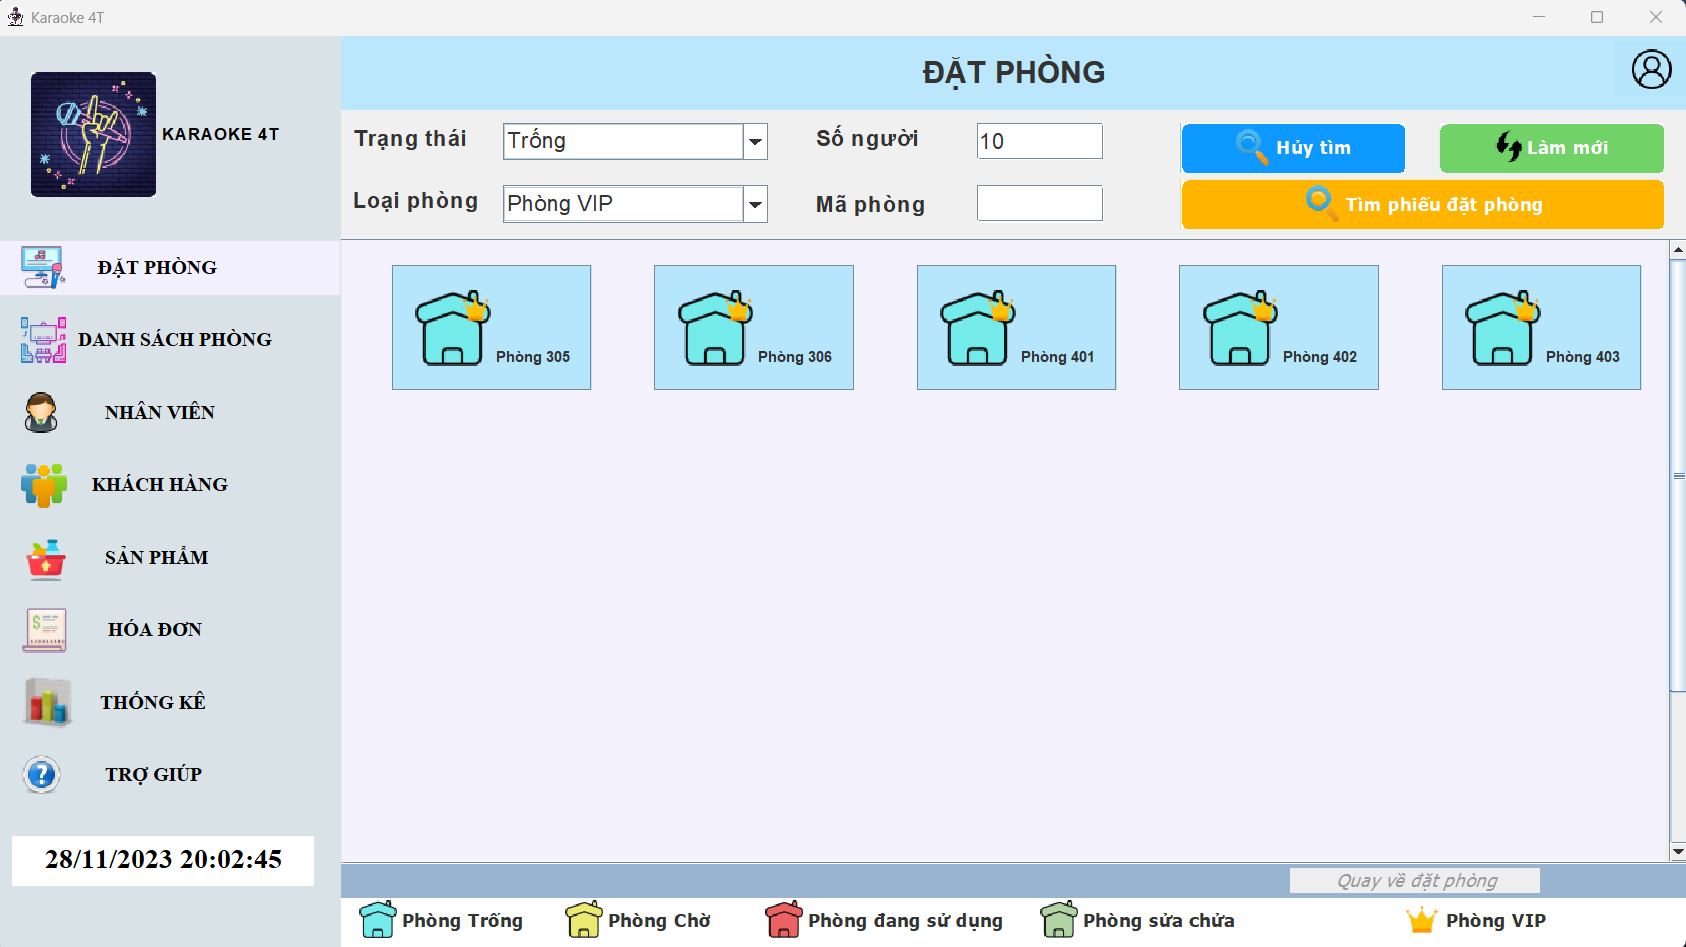 Karaoke 4T
KARAOKE 4T
ĐẶT PHÒNG
DANH SÁCH PHÒNG
NHÂN VIÊN
KHÁCH HÀNG
SẢN PHẨM
HÓA ĐƠN
THỐNG KÊ
TRỢ GIÚP
28/11/2023 20:02:45
ĐẶT PHÒNG
Trạng thái Trống Số người 10 Hủy tìm Làm mới
Loại phòng Phòng VIP Mã phòng Tìm phiếu đặt phòng
Phòng 305 Phòng 306 Phòng 401 Phòng 402 Phòng 403
Quay về đặt phòng
Phòng Trống Phòng Chờ Phòng đang sử dụng Phòng sửa chửa Phòng VIP